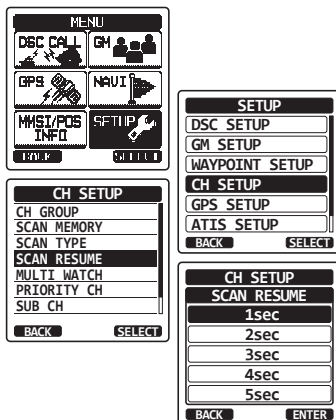 MENU
DSC CALL GM
GPS NAVI
MMSI/POS INFO SETUP
BACK SELECT
SETUP
DSC SETUP
GM SETUP
WAYPOINT SETUP
CH SETUP
GPS SETUP
ATIS SETUP
BACK SELECT
CH SETUP
CH GROUP
SCAN MEMORY
SCAN TYPE
SCAN RESUME
MULTI WATCH
PRIORITY CH
SUB CH
BACK SELECT
CH SETUP
SCAN RESUME
1sec
2sec
3sec
4sec
5sec
BACK ENTER